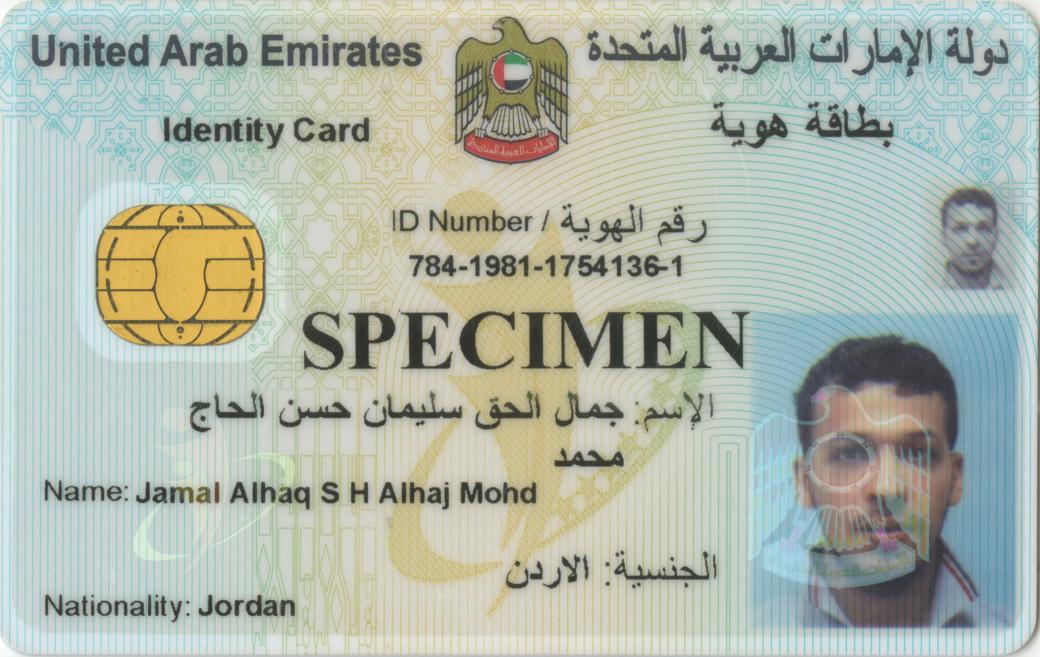 United Arab Emirates
دولة الإمارات العربية المتحدة
Identity Card
بطاقة هوية
ID Number / رقم الهوية
784-1981-1754136-1
SPECIMEN
الإسم: جمال الحق سليمان حسن الحاج
محمد
Name: Jamal Alhaq S H Alhaj Mohd
الجنسية: الاردن
Nationality: Jordan